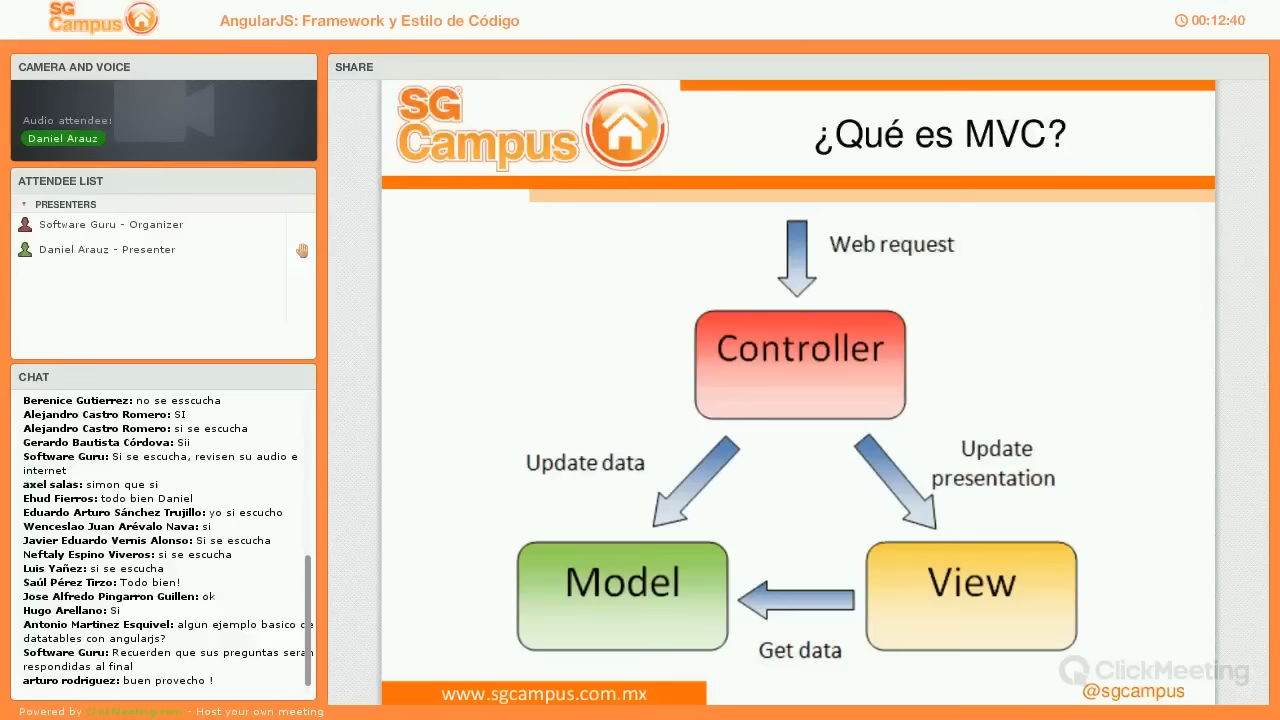 SG
Campus
AngularJS: Framework y Estilo de Código
00:12:40
CAMERA AND VOICE
Audio attendee:
Daniel Arauz
ATTENDEE LIST
PRESENTERS
Software Guru - Organizer
Daniel Arauz - Presenter
CHAT
Berenice Gutierrez: no se esscucha
Alejandro Castro Romero: SI
Alejandro Castro Romero: si se escucha
Gerardo Bautista Córdova: Sii
Software Guru: Si se escucha, revisen su audio e
internet
axel salas: simon que si
Ehud Fierros: todo bien Daniel
Eduardo Arturo Sánchez Trujillo: yo si escucho
Wenceslao Juan Arévalo Nava: si
Javier Eduardo Vernis Alonso: Si se escucha
Neftaly Espino Viveros: si se escucha
Luis Yañez: si se escucha
Saúl Pérez Tirzo: Todo bien!
Jose Alfredo Pingarron Guillen: ok
Hugo Arellano: Si
Antonio Martinez Esquivel: algun ejemplo basico de
datatables con angularjs?
Software Guru: Recuerden que sus preguntas seran
respondidas al final
arturo rodriguez: buen provecho !
Powered by ClickMeeting.com - Host your own meeting
SHARE
SG
Campus
¿Qué es MVC?
Web request
Controller
Update data
Update
presentation
Model
View
Get data
www.sgcampus.com.mx
ClickMeeting
@sgcampus